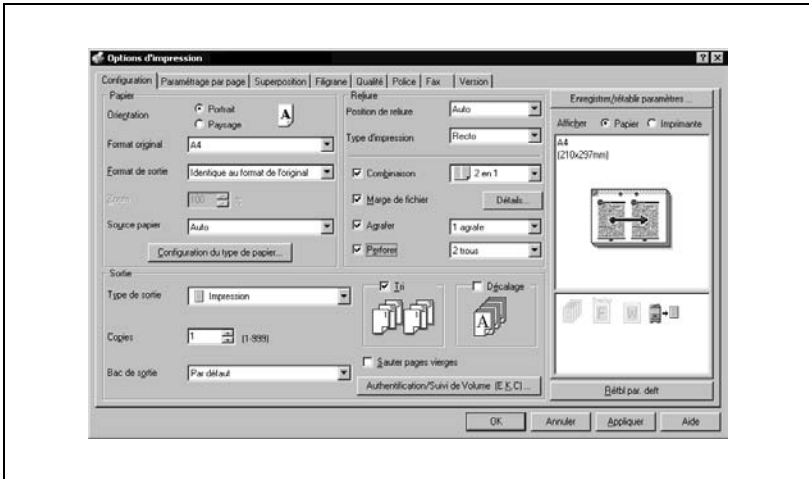 Options d'impression
Configuration Paramétrage par page Superposition Filigrane Qualité Police Fax Version
Papier
Orientation
Portrait
Paysage
A
Format original A4
Format de sortie Identique au format de l'original
Zoom 100 %
Source papier Auto
Configuration du type de papier...
Reliure
Position de reliure Auto
Type d'impression Recto
Combinaison 2 en 1
Marge de fichier Détails...
Agrafer 1 agrafe
Perforer 2 trous
Sortie
Type de sortie Impression
Copies 1 (1-999)
Bac de sortie Par défaut
Tri
Décalage
A
Sauter pages vierges
Authentification/Suivi de Volume (E,K,C) ...
Enregistrer/rétablir paramètres ...
Afficher Papier Imprimante
A4
(210x297mm)
E W
Rétbl par. deft
OK Annuler Appliquer Aide